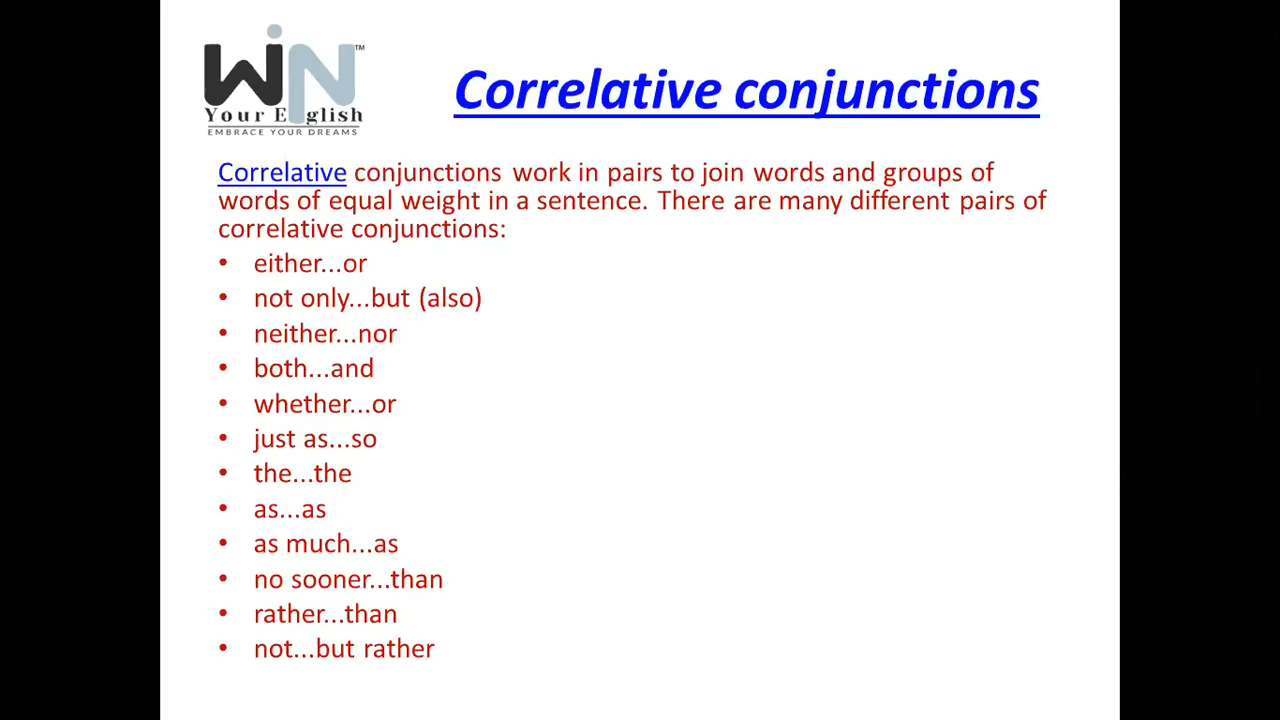 WiN™
Your English
EMBRACE YOUR DREAMS
Correlative conjunctions
Correlative conjunctions work in pairs to join words and groups of
words of equal weight in a sentence. There are many different pairs of
correlative conjunctions:
• either...or
• not only...but (also)
• neither...nor
• both...and
• whether...or
• just as...so
• the...the
• as...as
• as much...as
• no sooner...than
• rather...than
• not...but rather